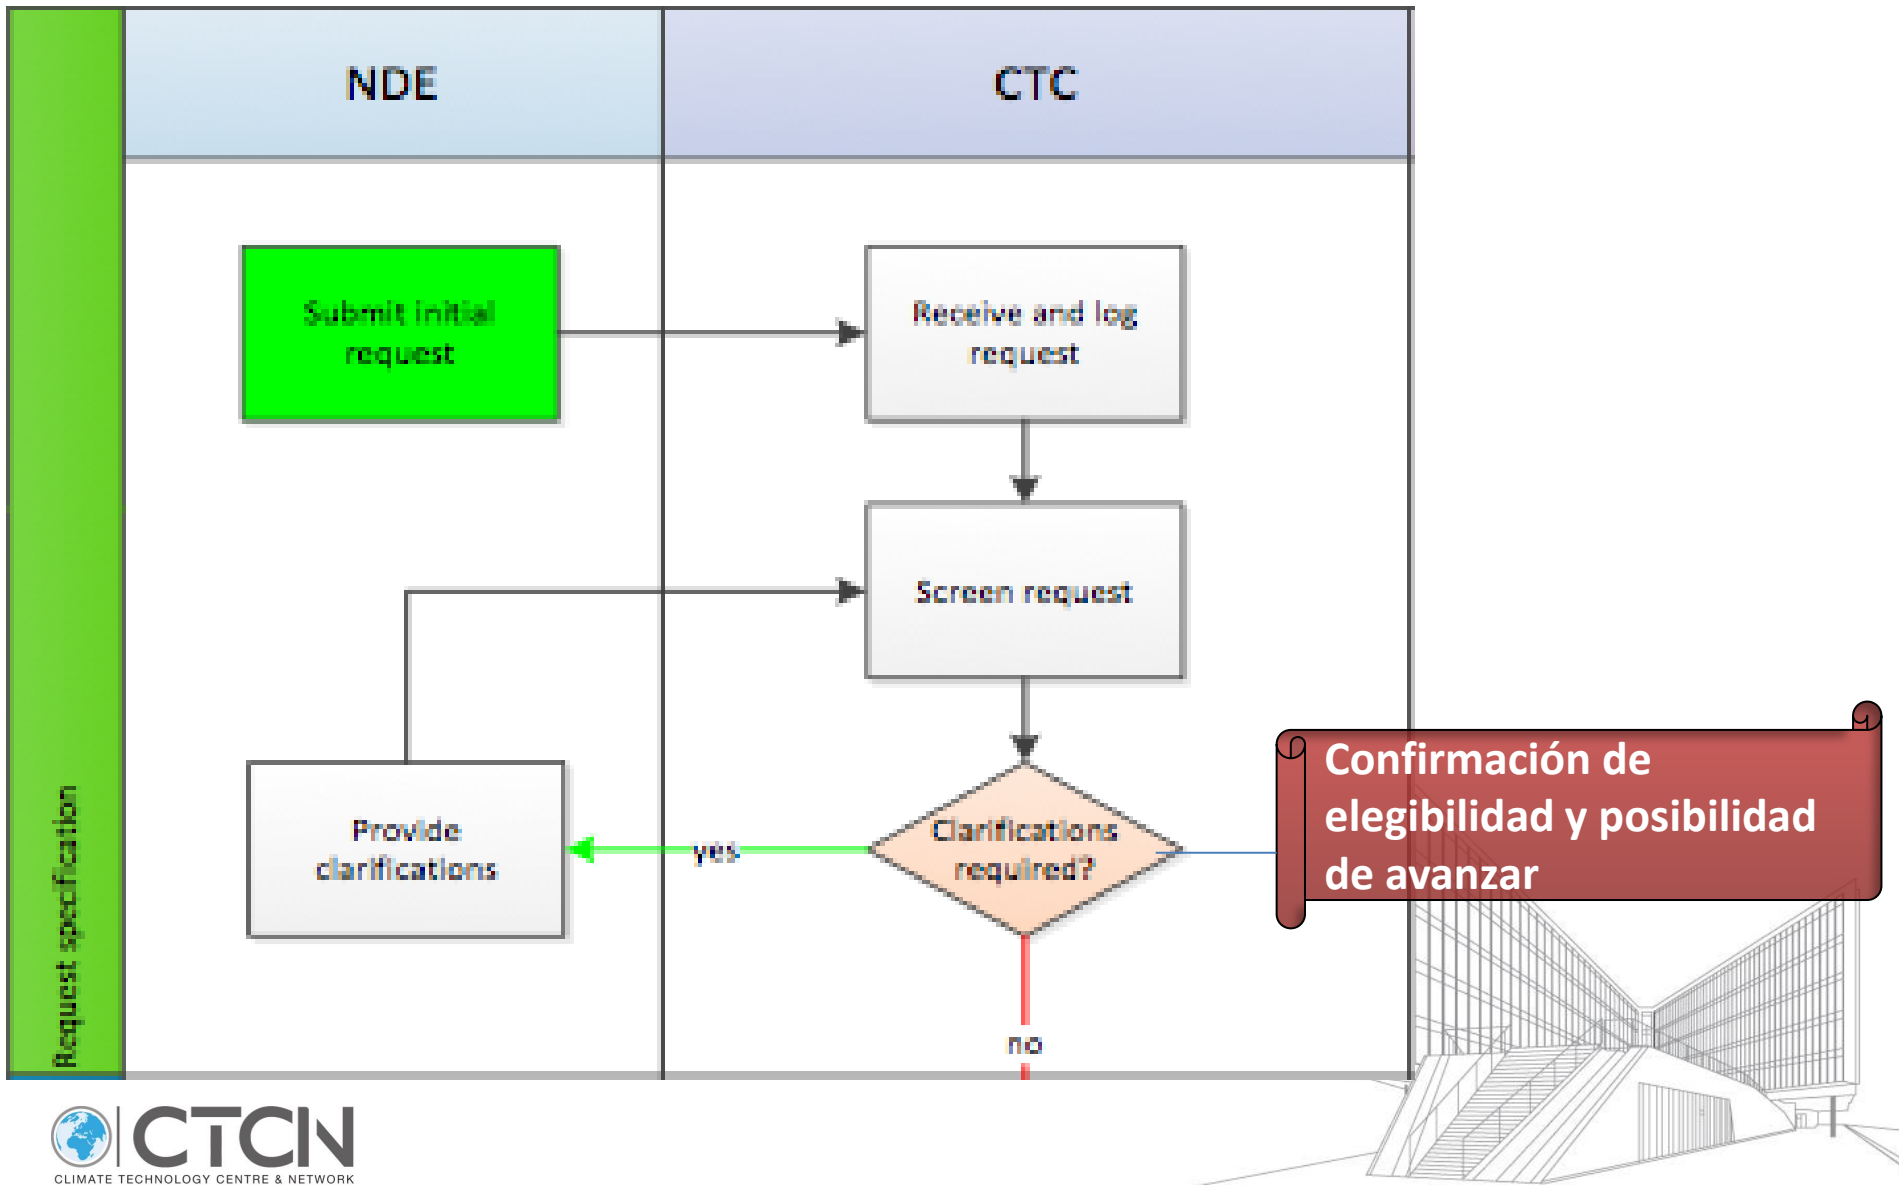 NDE
CTC
Submit initial
request
Receive and log
request
Screen request
Provide
clarifications
yes
Clarifications
required?
no
Confirmación de
elegibilidad y posibilidad
de avanzar
Request specification
CTCN
CLIMATE TECHNOLOGY CENTRE & NETWORK